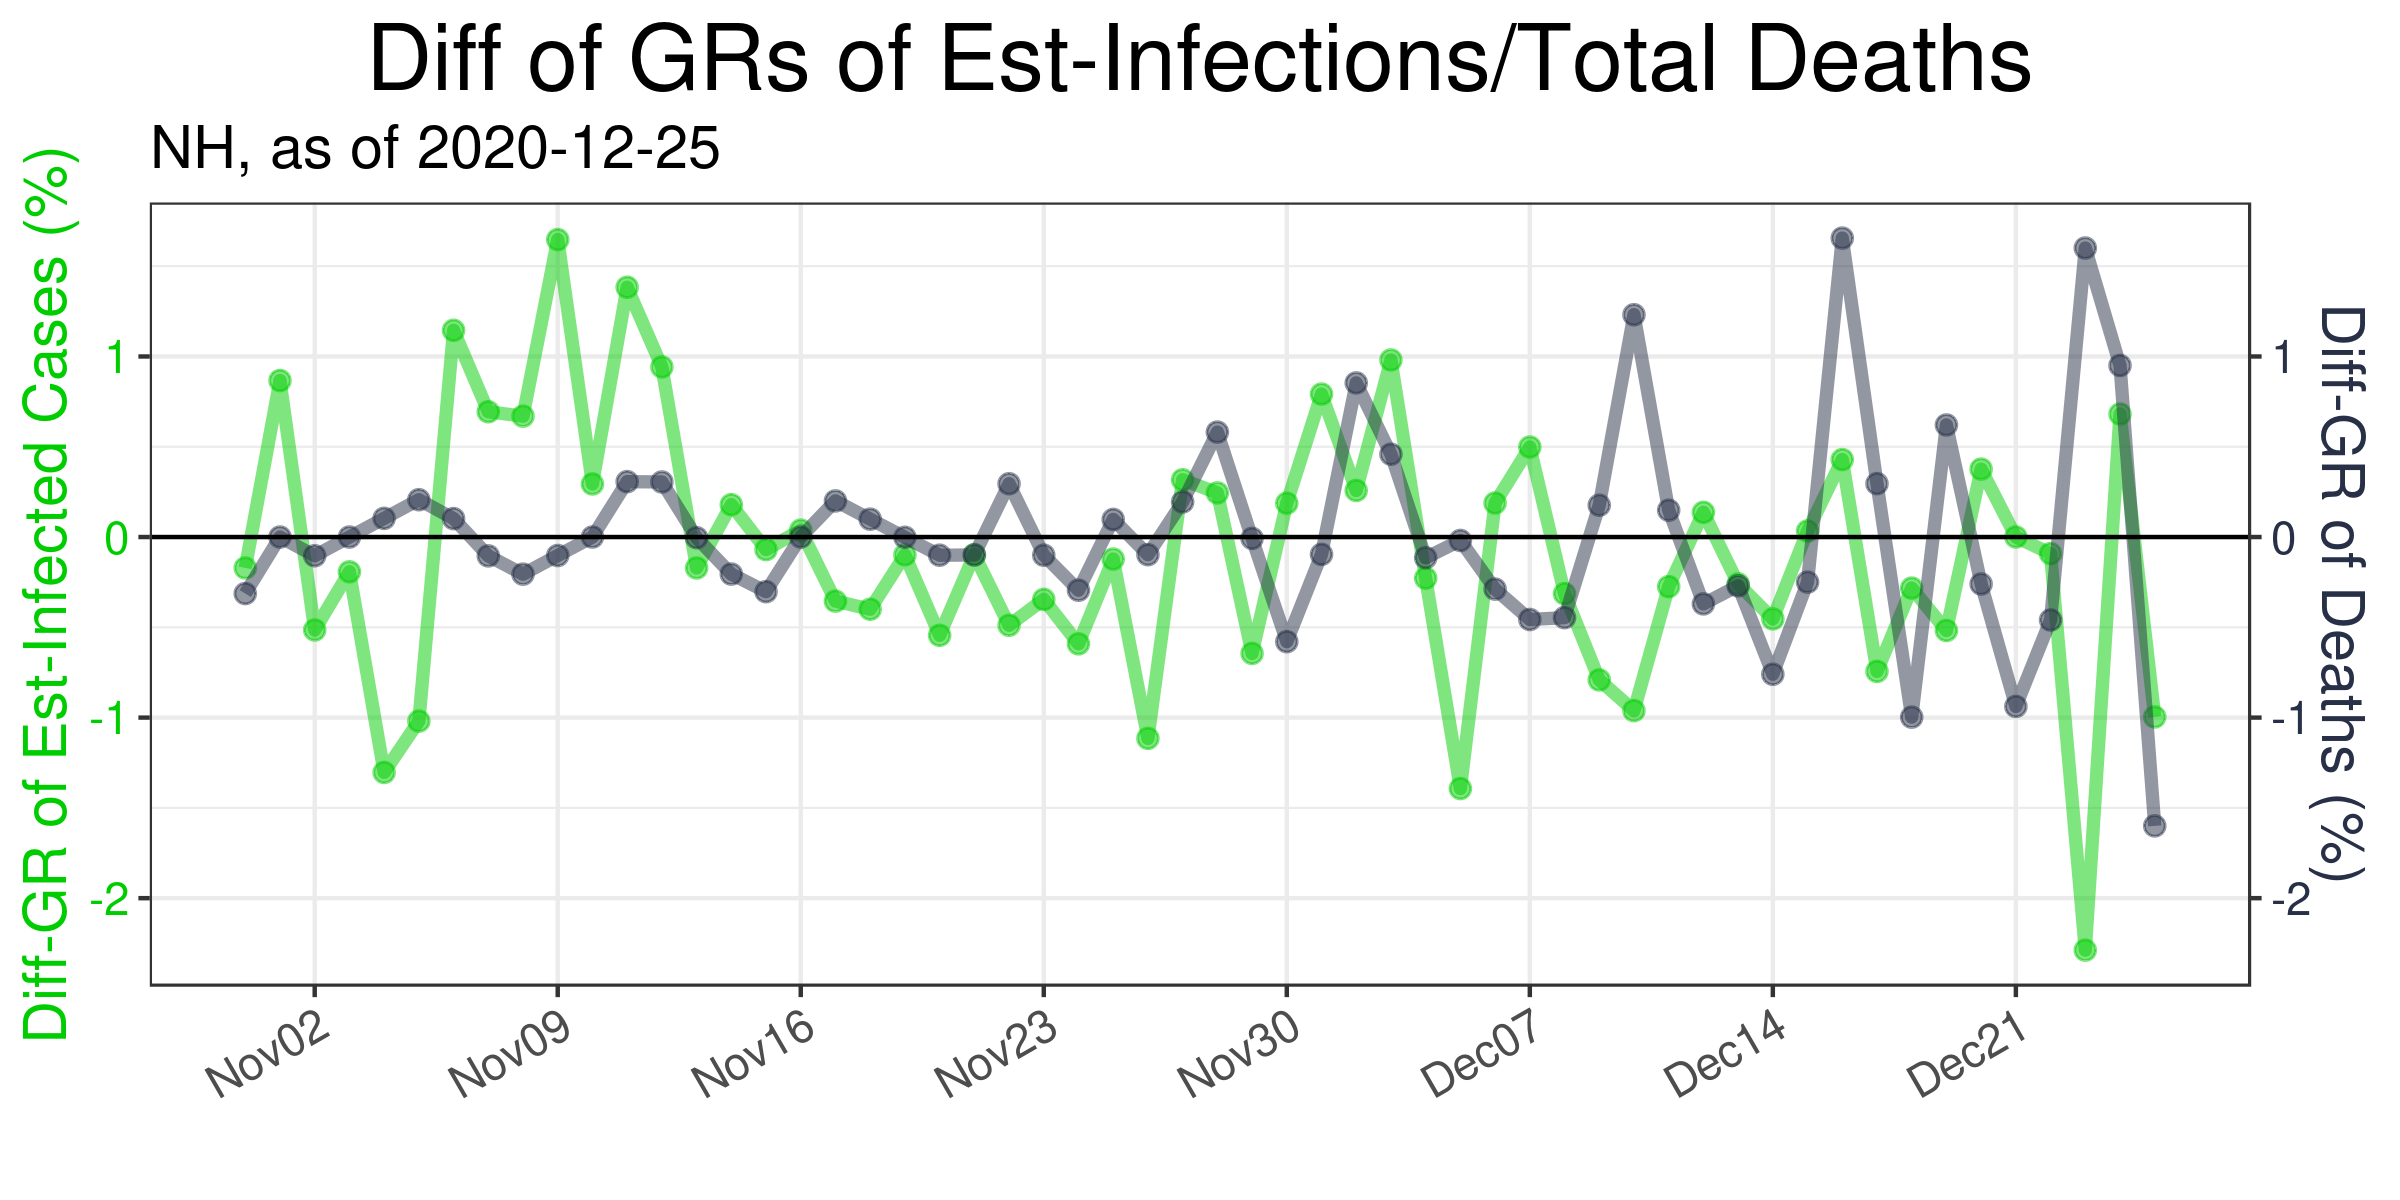 Diff of GRs of Est-Infections/Total Deaths
NH, as of 2020-12-25
Diff-GR of Est-Infected Cases (%)
1
0
-1
-2
1
0
-1
-2
Diff-GR of Deaths (%)
Nov02
Nov09
Nov16
Nov23
Nov30
Dec07
Dec14
Dec21